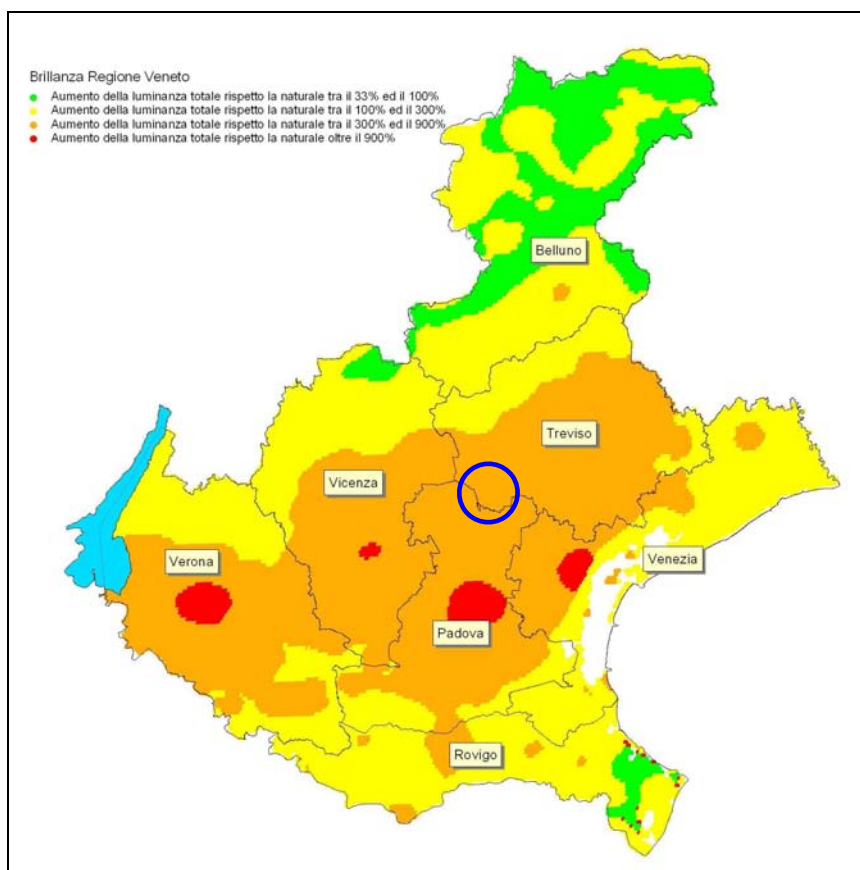 Brillanza Regione Veneto
Aumento della luminanza totale rispetto la naturale tra il 33% ed il 100%
Aumento della luminanza totale rispetto la naturale tra il 100% ed il 300%
Aumento della luminanza totale rispetto la naturale tra il 300% ed il 900%
Aumento della luminanza totale rispetto la naturale oltre il 900%
Belluno
Treviso
Vicenza
Venezia
Verona
Padova
Rovigo